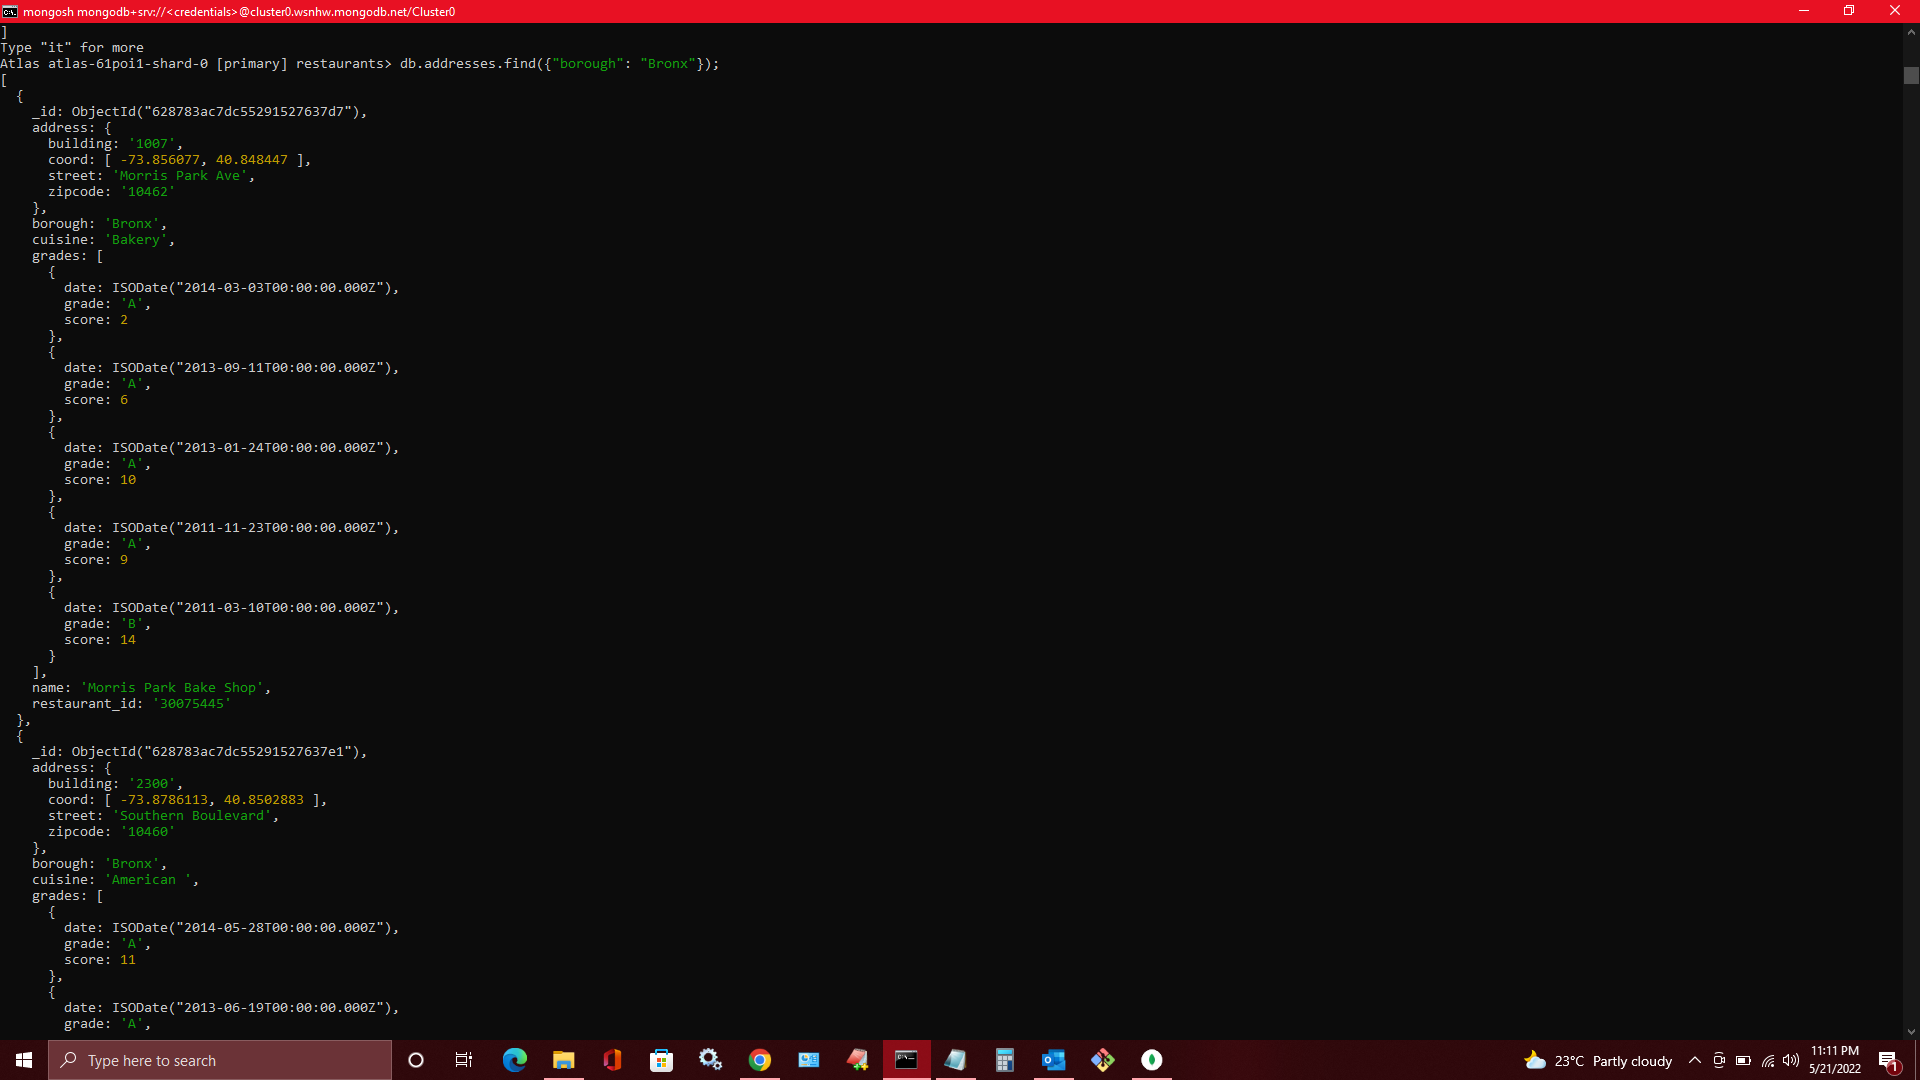 mongosh mongodb+srv://<credentials>@cluster0.wsnhw.mongodb.net/Cluster0
]
Type "it" for more
Atlas atlas-61poi1-shard-0 [primary] restaurants> db.addresses.find({"borough": "Bronx"});
[
  {
    _id: ObjectId("628783ac7dc55291527637d7"),
    address: {
      building: '1007',
      coord: [ -73.856077, 40.848447 ],
      street: 'Morris Park Ave',
      zipcode: '10462'
    },
    borough: 'Bronx',
    cuisine: 'Bakery',
    grades: [
      {
        date: ISODate("2014-03-03T00:00:00.000Z"),
        grade: 'A',
        score: 2
      },
      {
        date: ISODate("2013-09-11T00:00:00.000Z"),
        grade: 'A',
        score: 6
      },
      {
        date: ISODate("2013-01-24T00:00:00.000Z"),
        grade: 'A',
        score: 10
      },
      {
        date: ISODate("2011-11-23T00:00:00.000Z"),
        grade: 'A',
        score: 9
      },
      {
        date: ISODate("2011-03-10T00:00:00.000Z"),
        grade: 'B',
        score: 14
      }
    ],
    name: 'Morris Park Bake Shop',
    restaurant_id: '30075445'
  },
  {
    _id: ObjectId("628783ac7dc55291527637e1"),
    address: {
      building: '2300',
      coord: [ -73.8786113, 40.8502883 ],
      street: 'Southern Boulevard',
      zipcode: '10460'
    },
    borough: 'Bronx',
    cuisine: 'American ',
    grades: [
      {
        date: ISODate("2014-05-28T00:00:00.000Z"),
        grade: 'A',
        score: 11
      },
      {
        date: ISODate("2013-06-19T00:00:00.000Z"),
        grade: 'A',
Type here to search
23°C Partly cloudy
11:11 PM
5/21/2022
1